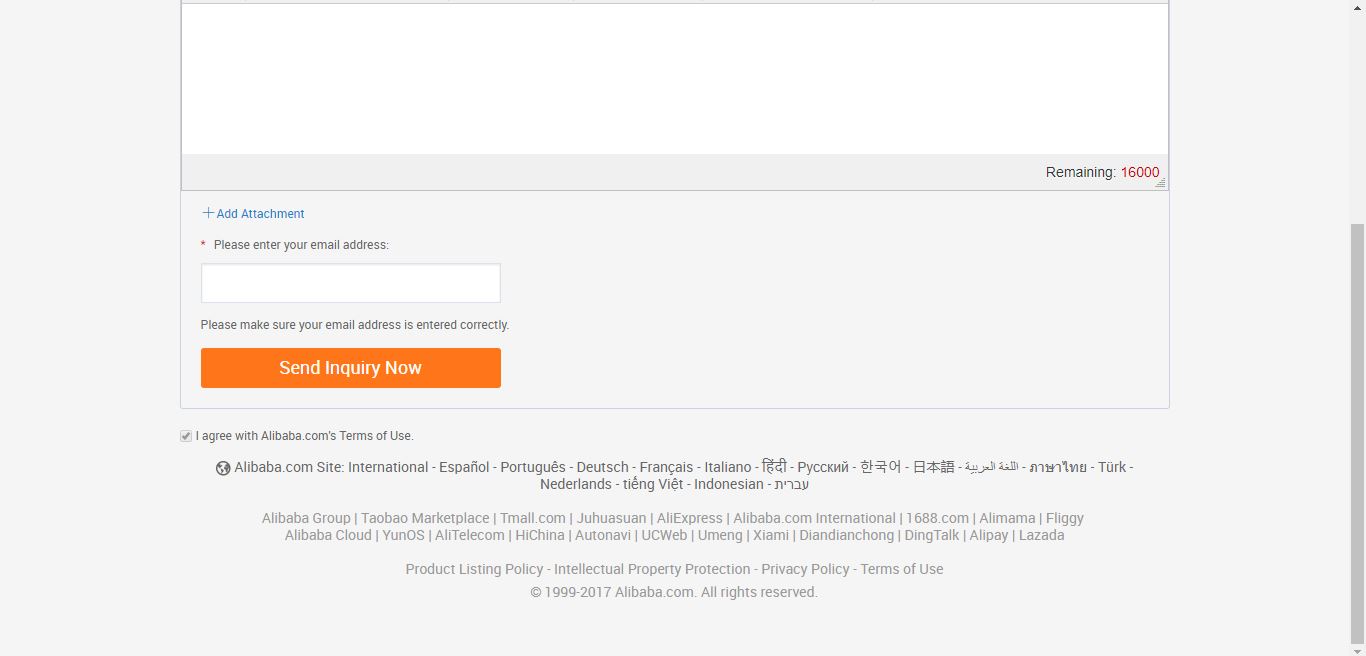 Remaining: 16000
Add Attachment
* Please enter your email address:
Please make sure your email address is entered correctly.
Send Inquiry Now
I agree with Alibaba.com's Terms of Use.
Alibaba.com Site: International - Español - Português - Deutsch - Français - Italiano - हिंदी - Pусский - 한국어 - 日本語 - اللغة العربية - ภาษาไทย - Türk -
Nederlands - tiếng Việt - Indonesian - עברית
Alibaba Group | Taobao Marketplace | Tmall.com | Juhuasuan | AliExpress | Alibaba.com International | 1688.com | Alimama | Fliggy
Alibaba Cloud | YunOS | AliTelecom | HiChina | Autonavi | UCWeb | Umeng | Xiami | Diandianchong | DingTalk | Alipay | Lazada
Product Listing Policy - Intellectual Property Protection - Privacy Policy - Terms of Use
© 1999-2017 Alibaba.com. All rights reserved.